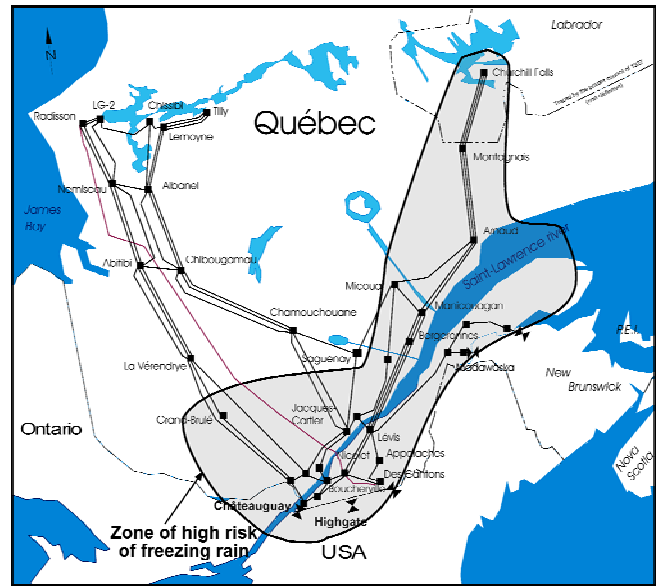 Labrador
N
Churchill Falls
LG-2
Chissibi
Tilly
Radisson
Lemoyne
Québec
Montagnais
Nemiscau
Albanel
James
Bay
Arnaud
Saint-Lawrence river
Abitibi
Chibougamau
Micoua
Manicouagan
Chamouchouane
Bergeronnes
P.E.I.
Saguenay
La Vérendrye
Madawaska
New
Brunswick
Grand-Brulé
Jacques-
Cartier
Ontario
Lévis
Nicolet
Appalaches
Nova
Scotia
Des Cantons
Boucherville
Châteauguay
Highgate
Zone of high risk
of freezing rain
USA